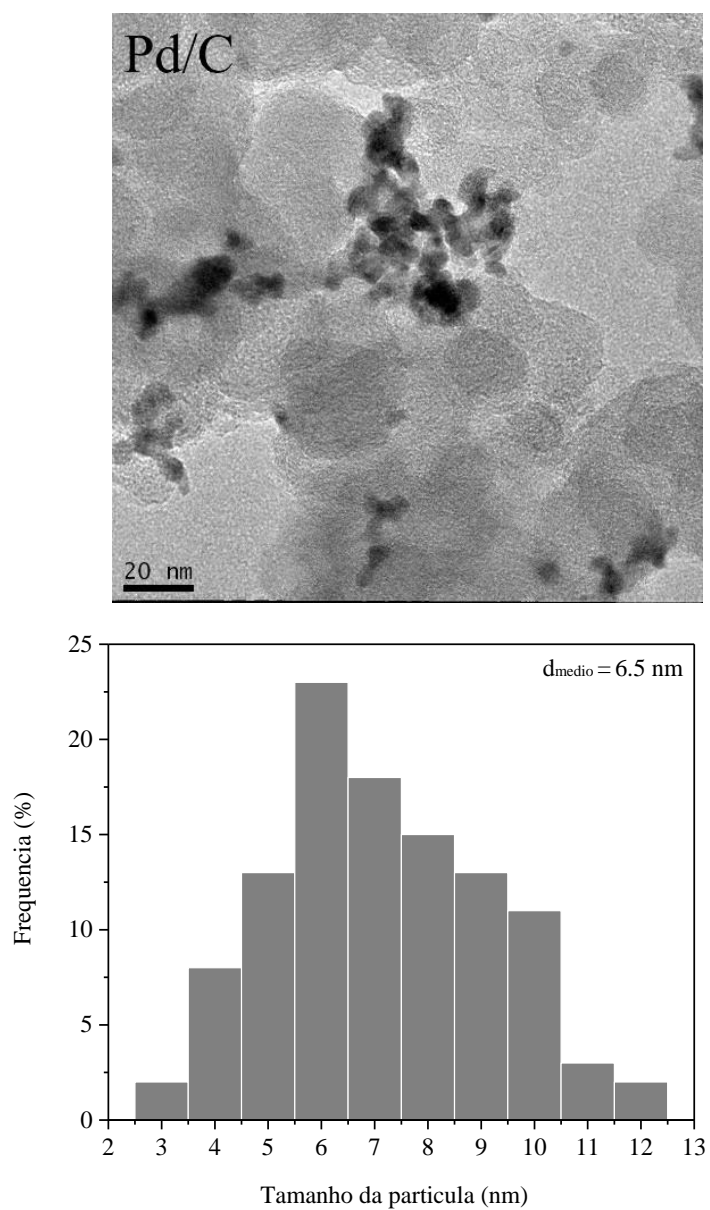 Pd/C
20 nm
dmedio = 6.5 nm
25
20
15
10
5
0
Frequencia (%)
2 3 4 5 6 7 8 9 10 11 12 13
Tamanho da particula (nm)